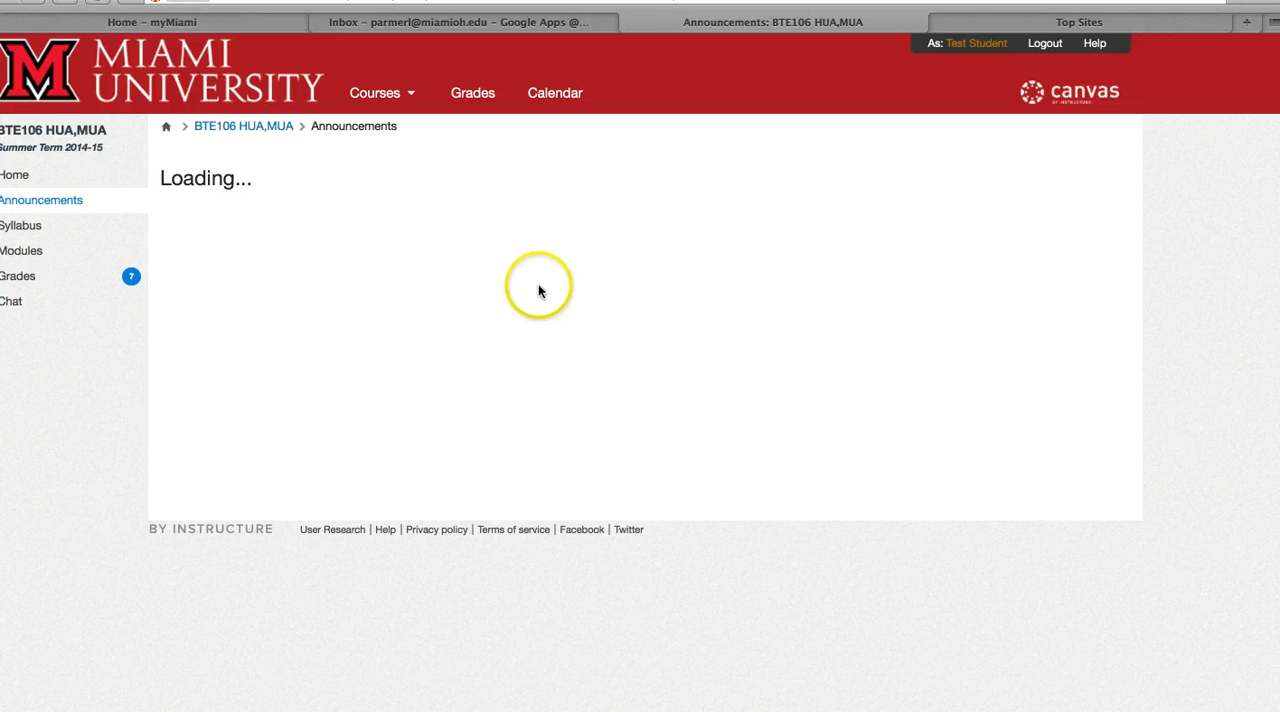 Home – myMiami
Inbox – parmerl@miamioh.edu – Google Apps @...
Announcements: BTE106 HUA,MUA
Top Sites
+
As: Test Student
Logout
Help
M
MIAMI
UNIVERSITY
Courses
Grades
Calendar
canvas
BY INSTRUCTURE
BTE106 HUA,MUA
Summer Term 2014-15
BTE106 HUA,MUA
Announcements
Home
Announcements
Syllabus
Modules
Grades
7
Chat
Loading...
BY INSTRUCTURE
User Research | Help | Privacy policy | Terms of service | Facebook | Twitter